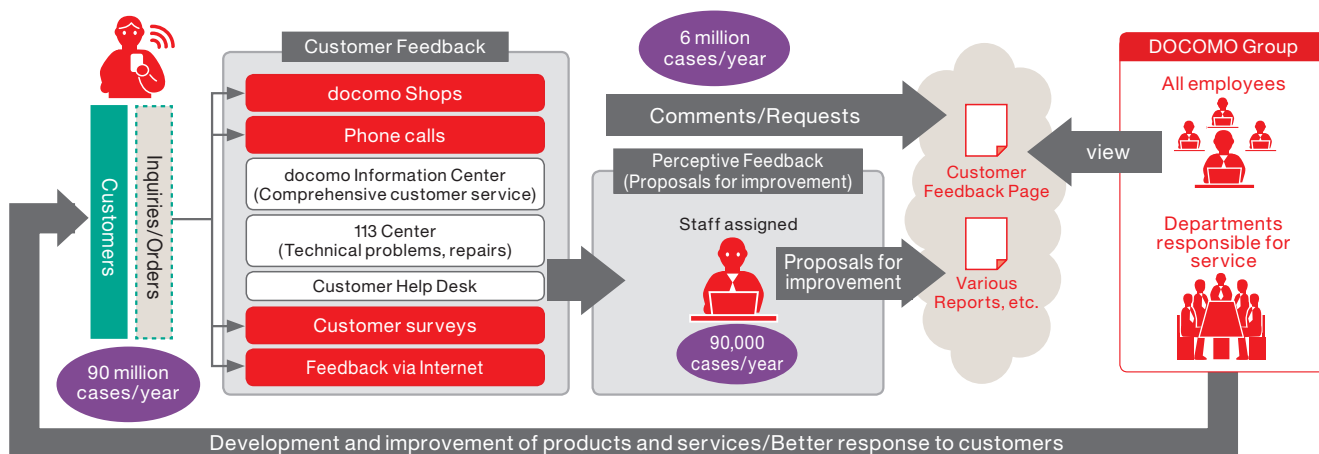 Customers
Inquiries/Orders
90 million
cases/year
Customer Feedback
docomo Shops
Phone calls
docomo Information Center
(Comprehensive customer service)
113 Center
(Technical problems, repairs)
Customer Help Desk
Customer surveys
Feedback via Internet
6 million
cases/year
Comments/Requests
Perceptive Feedback
(Proposals for improvement)
Staff assigned
90,000
cases/year
Proposals for
improvement
Customer
Feedback Page
Various
Reports, etc.
view
DOCOMO Group
All employees
Departments
responsible for
service
Development and improvement of products and services/Better response to customers